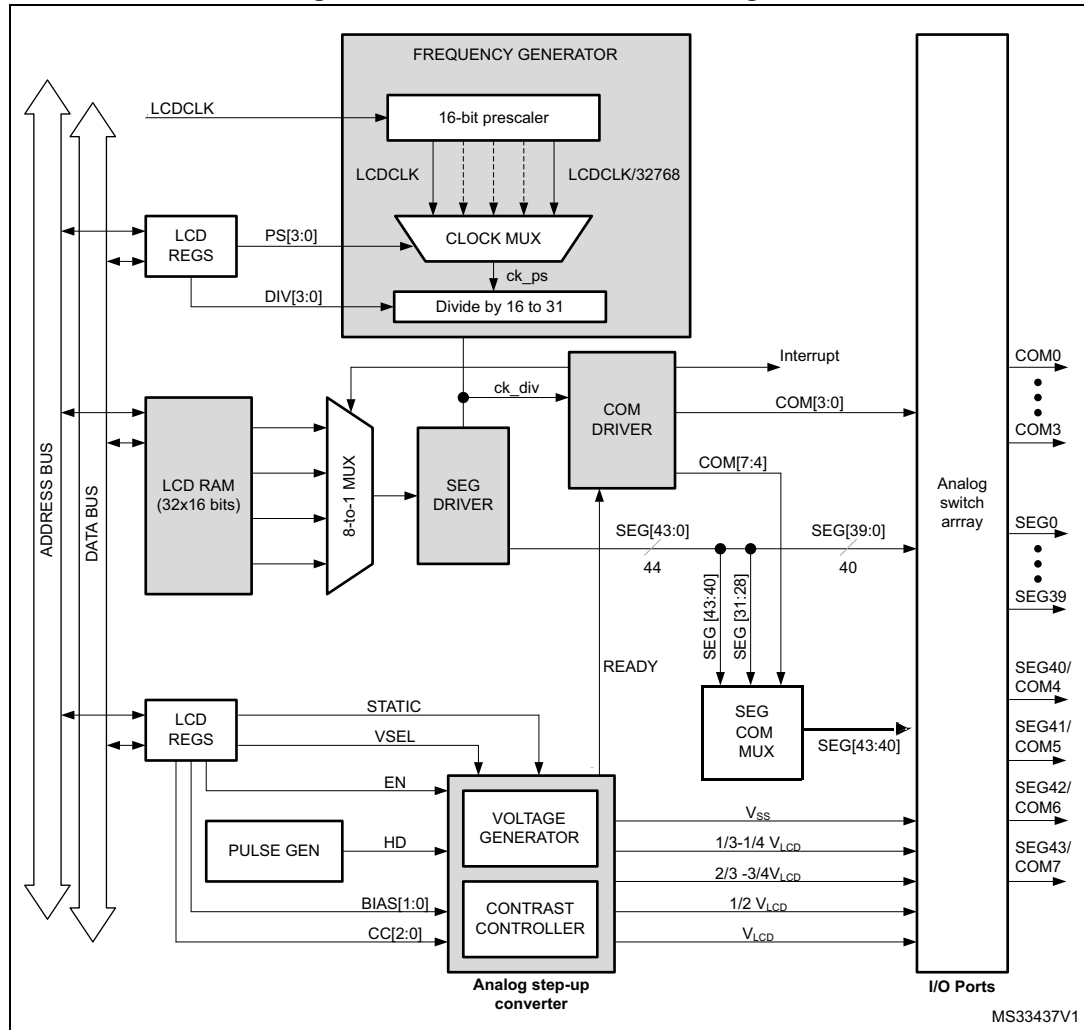 FREQUENCY GENERATOR
LCDCLK
16-bit prescaler
LCDCLK
LCDCLK/32768
LCD
REGS
PS[3:0]
CLOCK MUX
ck_ps
DIV[3:0]
Divide by 16 to 31
Interrupt
COM0
ck_div
COM
DRIVER
COM[3:0]
COM3
ADDRESS BUS
DATA BUS
LCD RAM
(32x16 bits)
8-to-1 MUX
SEG
DRIVER
COM[7:4]
Analog
switch
arrray
SEG[43:0]
44
SEG[39:0]
40
SEG0
SEG39
SEG [43:40]
SEG [31:28]
READY
SEG40/
COM4
LCD
REGS
STATIC
VSEL
SEG
COM
MUX
SEG[43:40]
SEG41/
COM5
EN
SEG42/
COM6
VOLTAGE
GENERATOR
VSS
PULSE GEN
HD
1/3-1/4 VLCD
SEG43/
COM7
2/3 -3/4VLCD
BIAS[1:0]
CONTRAST
CONTROLLER
1/2 VLCD
CC[2:0]
VLCD
Analog step-up
converter
I/O Ports
MS33437V1